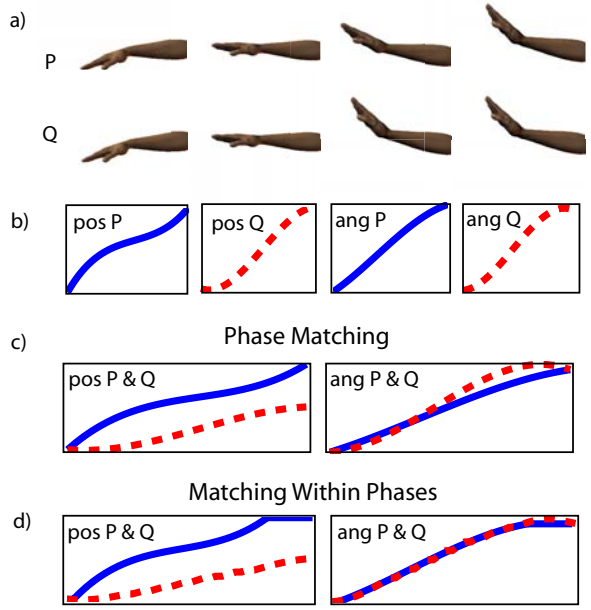 a)
P
Q
b)
pos P
pos Q
ang P
ang Q
Phase Matching
c)
pos P & Q
ang P & Q
Matching Within Phases
d)
pos P & Q
ang P & Q